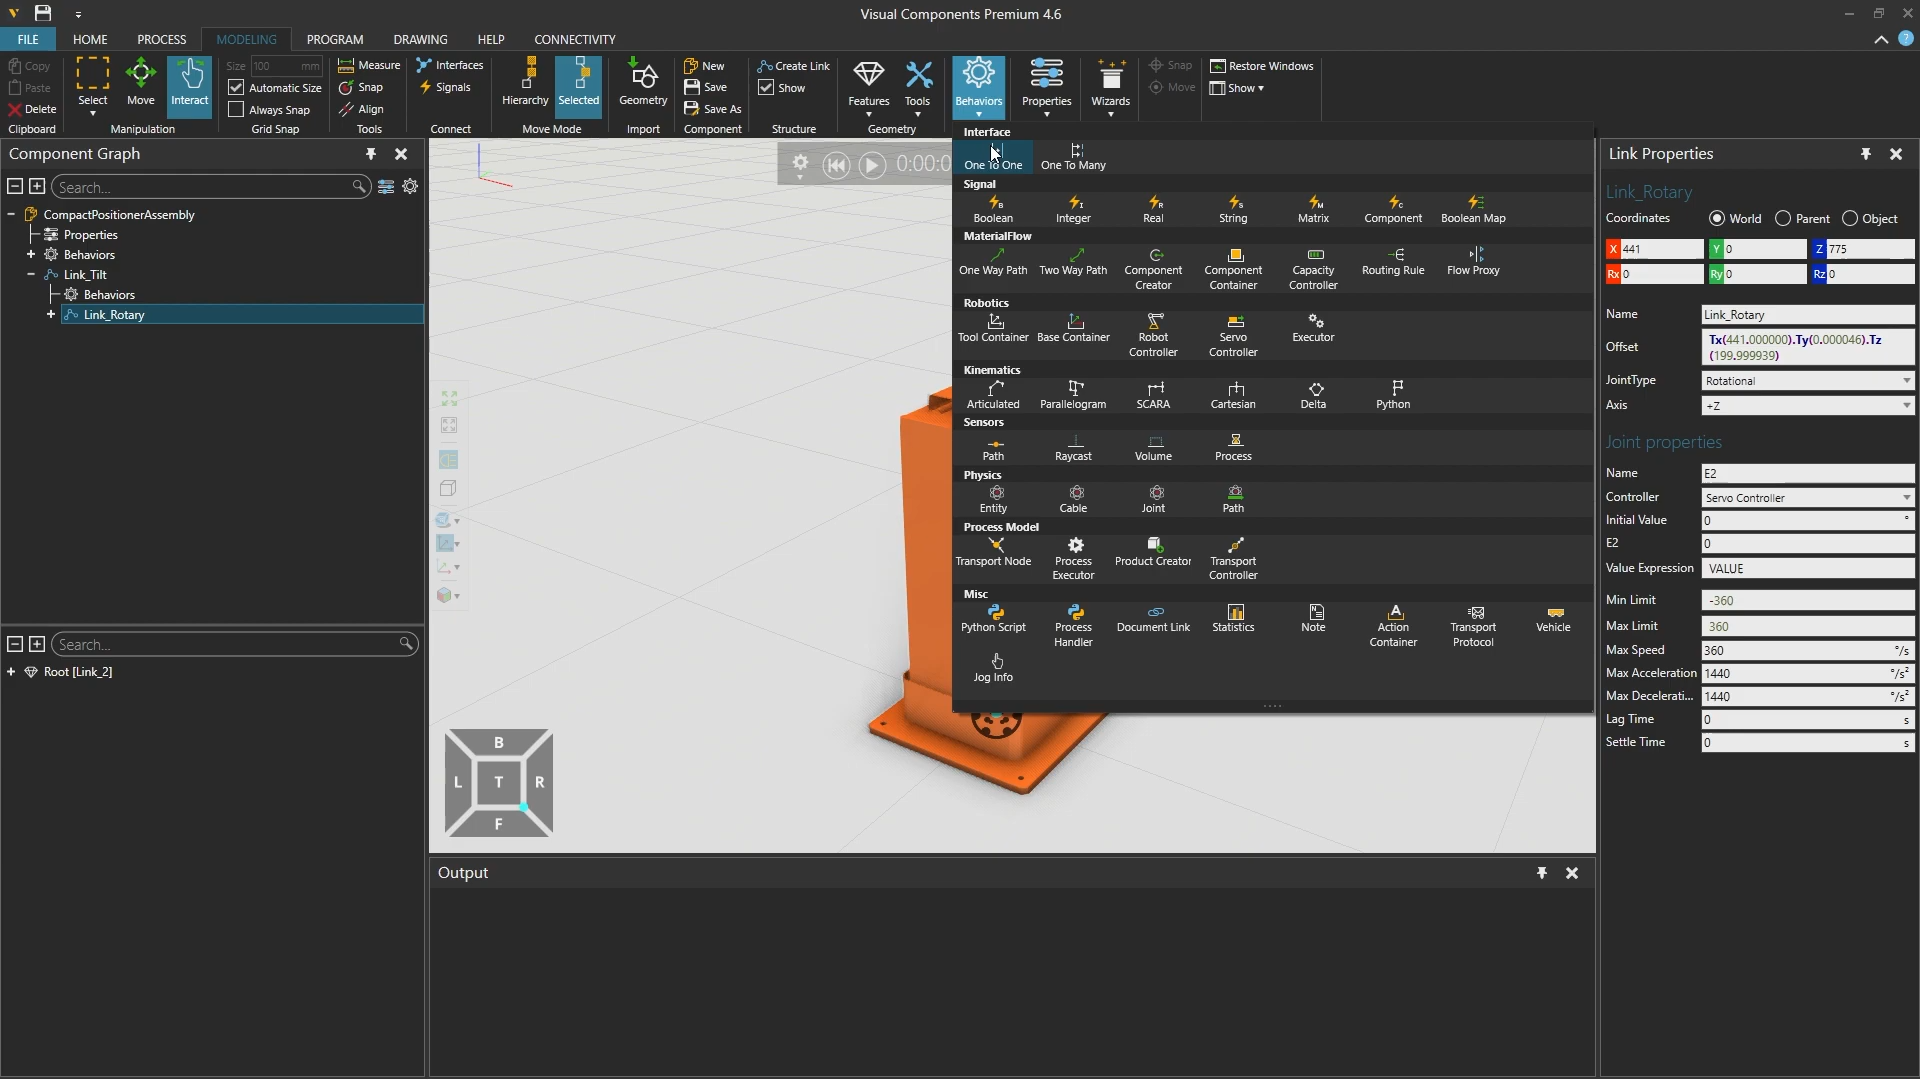 Visual Components Premium 4.6
FILE HOME PROCESS MODELING PROGRAM DRAWING HELP CONNECTIVITY
Copy
Paste
Delete
Clipboard
Select
Move
Interact
Manipulation
Size 100 mm
Automatic Size
Always Snap
Grid Snap
Measure
Snap
Align
Tools
Interfaces
Signals
Connect
Hierarchy
Selected
Move Mode
Geometry
Import
New
Save
Save As
Component
Create Link
Show
Structure
Features
Tools
Geometry
Behaviors
Properties
Wizards
Snap
Move
Restore Windows
Show
Component Graph
Search...
CompactPositionerAssembly
Properties
Behaviors
Link_Tilt
Behaviors
Link_Rotary
Search...
Root [Link_2]
0:00:0
B
L T R
F
Interface
One To One
One To Many
Signal
Boolean
Integer
Real
String
Matrix
Component
Boolean Map
MaterialFlow
One Way Path
Two Way Path
Component Creator
Component Container
Capacity Controller
Routing Rule
Flow Proxy
Robotics
Tool Container
Base Container
Robot Controller
Servo Controller
Executor
Kinematics
Articulated
Parallelogram
SCARA
Cartesian
Delta
Python
Sensors
Path
Raycast
Volume
Process
Physics
Entity
Cable
Joint
Path
Process Model
Transport Node
Process Executor
Product Creator
Transport Controller
Misc
Python Script
Process Handler
Document Link
Statistics
Note
Action Container
Transport Protocol
Vehicle
Jog Info
Output
Link Properties
Link_Rotary
Coordinates World Parent Object
X 441 Y 0 Z 775
Rx 0 Ry 0 Rz 0
Name Link_Rotary
Offset Tx(441.000000).Ty(0.000046).Tz
(199.999939)
JointType Rotational
Axis +Z
Joint properties
Name E2
Controller Servo Controller
Initial Value 0 °
E2 0
Value Expression VALUE
Min Limit -360
Max Limit 360
Max Speed 360 °/s
Max Acceleration 1440 °/s²
Max Decelerati... 1440 °/s²
Lag Time 0 s
Settle Time 0 s